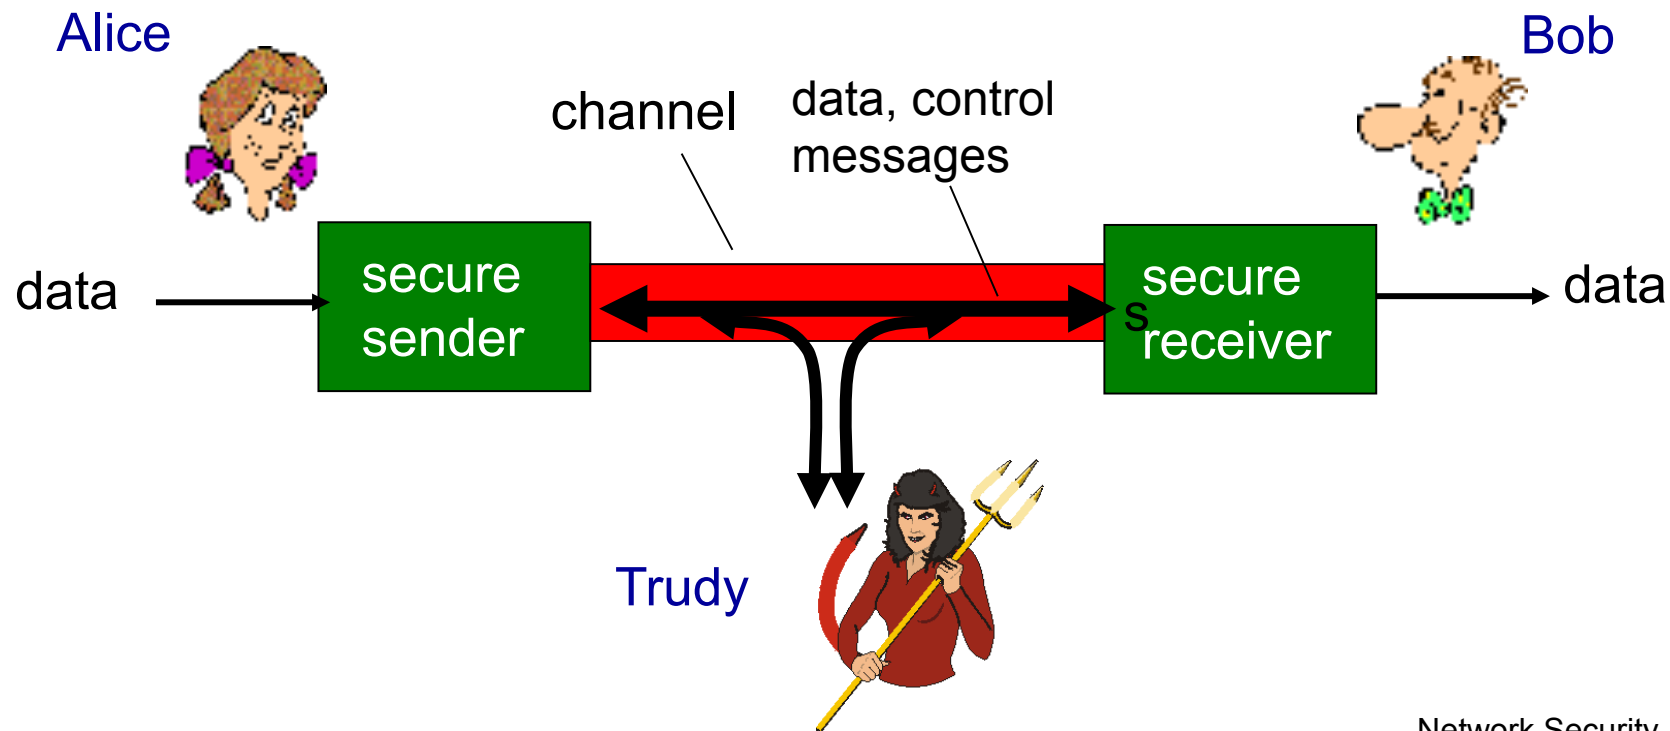 Alice
Bob
channel
data, control
messages
data
secure
sender
s
secure
receiver
data
Trudy
Network Security